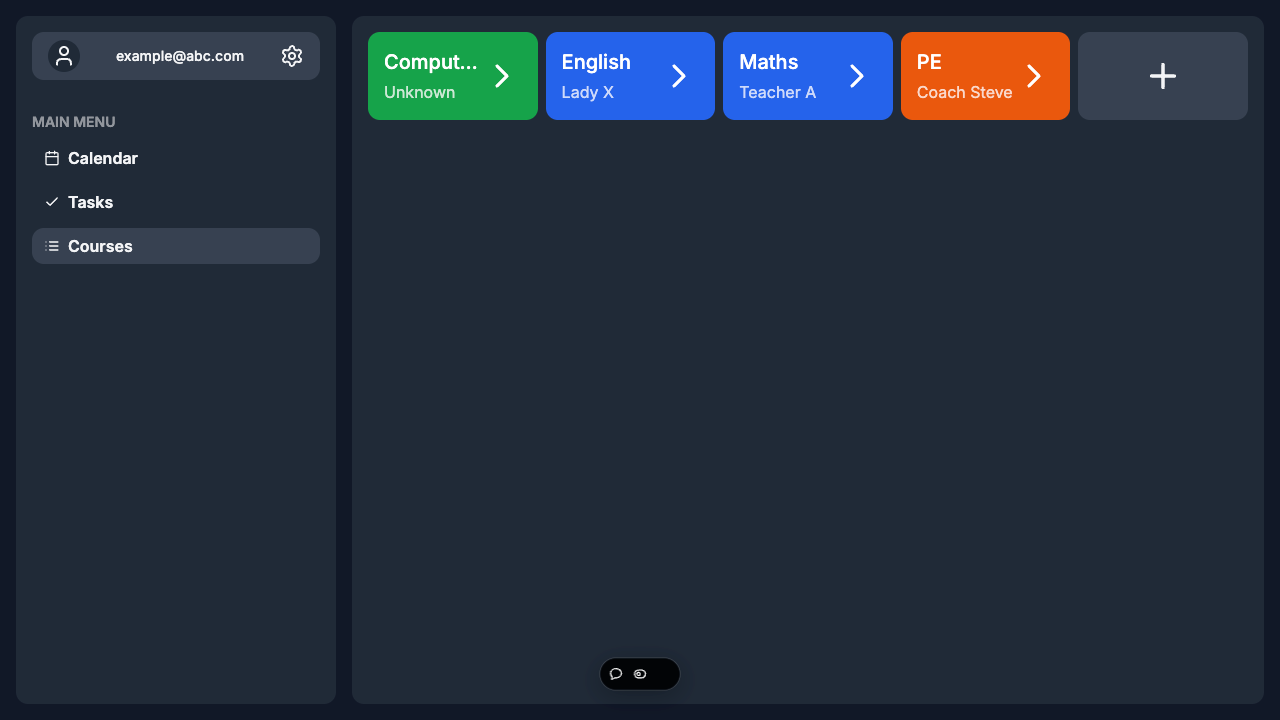 example@abc.com
MAIN MENU
Calendar
Tasks
Courses
Comput...
Unknown
English
Lady X
Maths
Teacher A
PE
Coach Steve